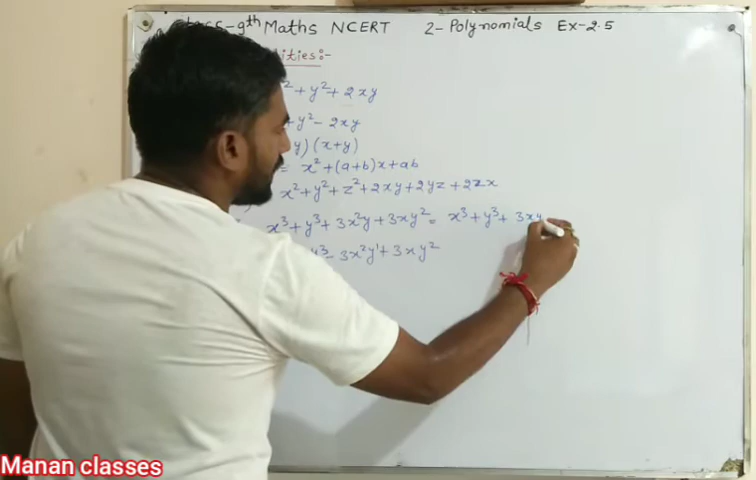 Class-9th Maths NCERT 2- Polynomials Ex-2.5
ities:-
² + y² + 2xy
+ y² - 2xy
y) (x+y)
= x² + (a+b)x + ab
x² + y² + z² + 2xy + 2yz + 2zx
x³ + y³ + 3x²y + 3xy² = x³ + y³ + 3xy
y³ - 3x²y + 3xy²
Manan classes